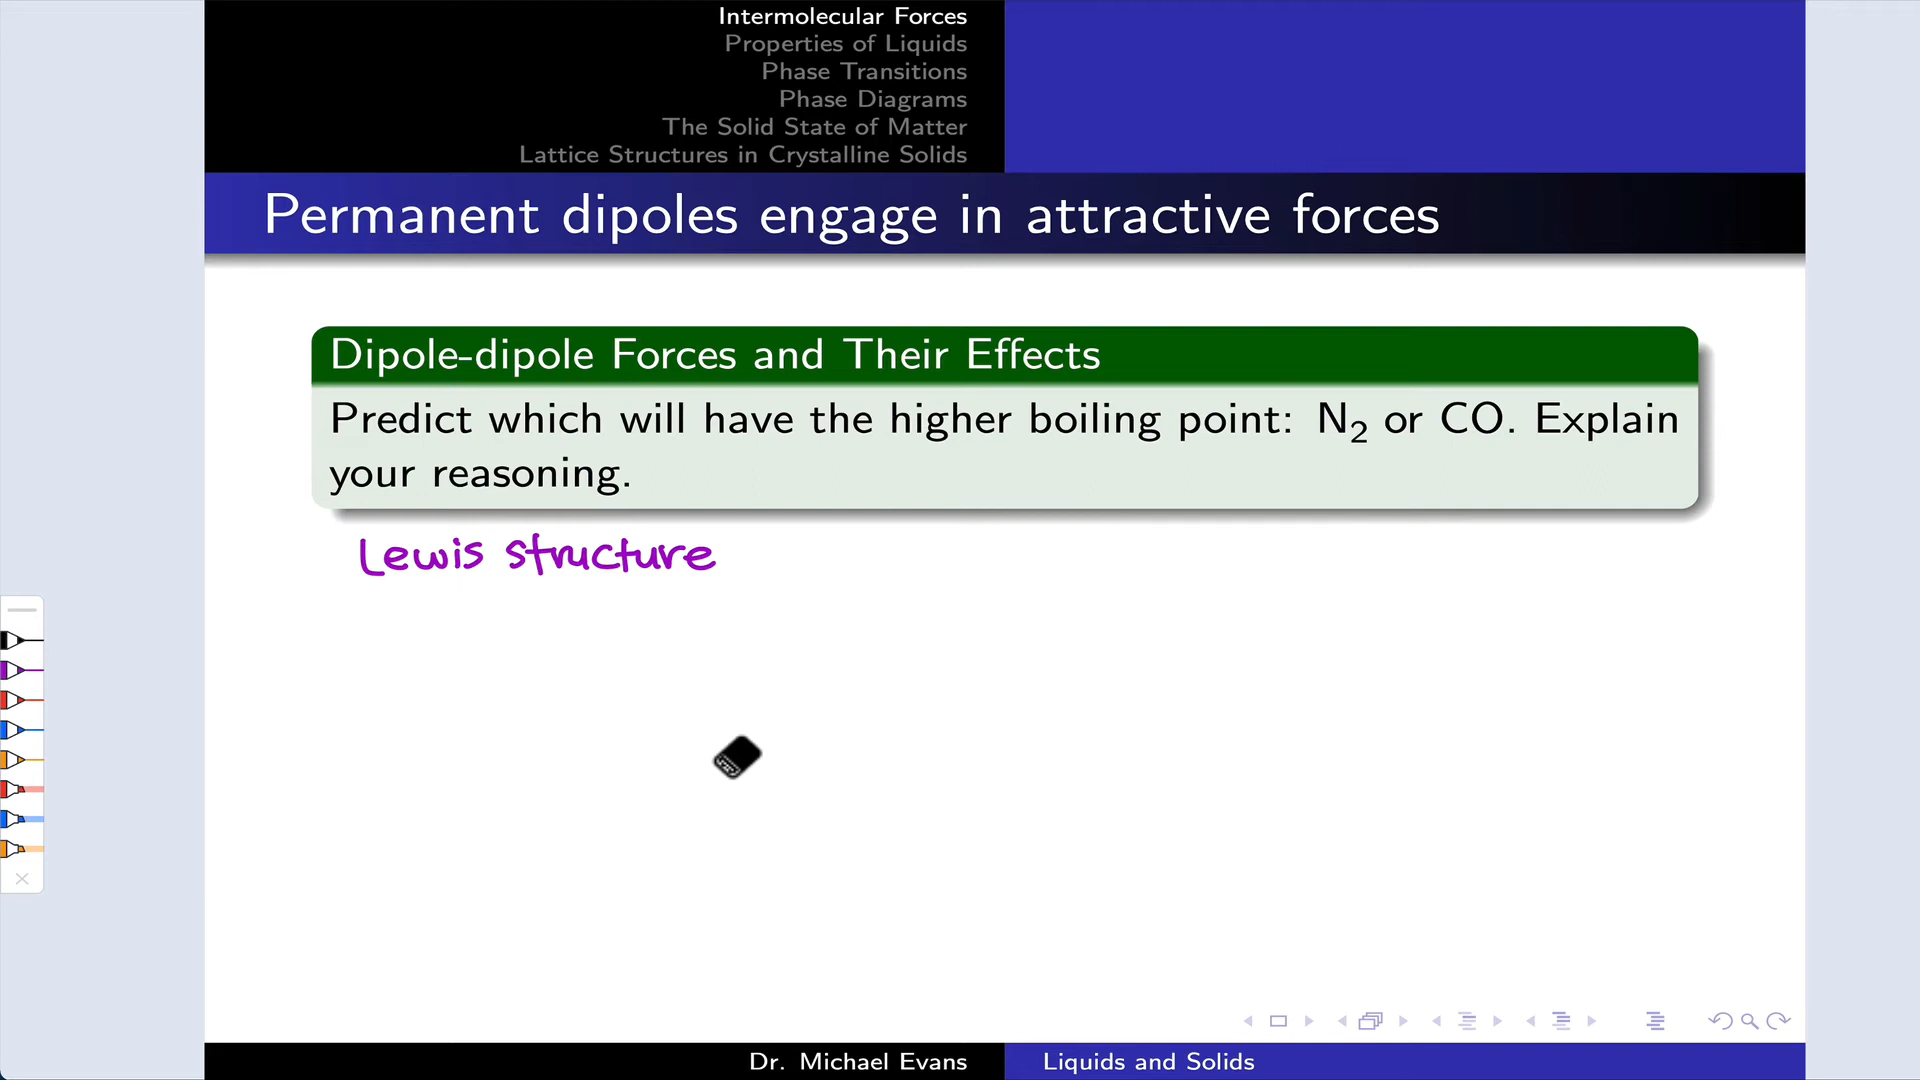 Intermolecular Forces
Properties of Liquids
Phase Transitions
Phase Diagrams
The Solid State of Matter
Lattice Structures in Crystalline Solids
Permanent dipoles engage in attractive forces
Dipole-dipole Forces and Their Effects
Predict which will have the higher boiling point: N₂ or CO. Explain
your reasoning.
Lewis structure
Dr. Michael Evans
Liquids and Solids